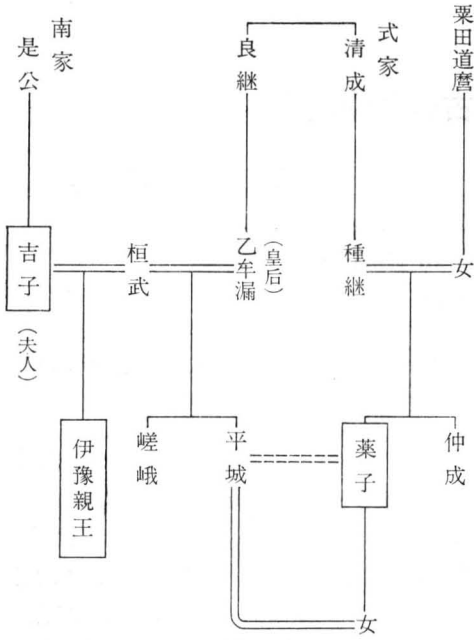 粟田道麿
式家
清成
良継
南家
是公
女
種継
乙牟漏
(皇后)
桓武
吉子
(夫人)
仲成
薬子
平城
嵯峨
伊豫親王
女